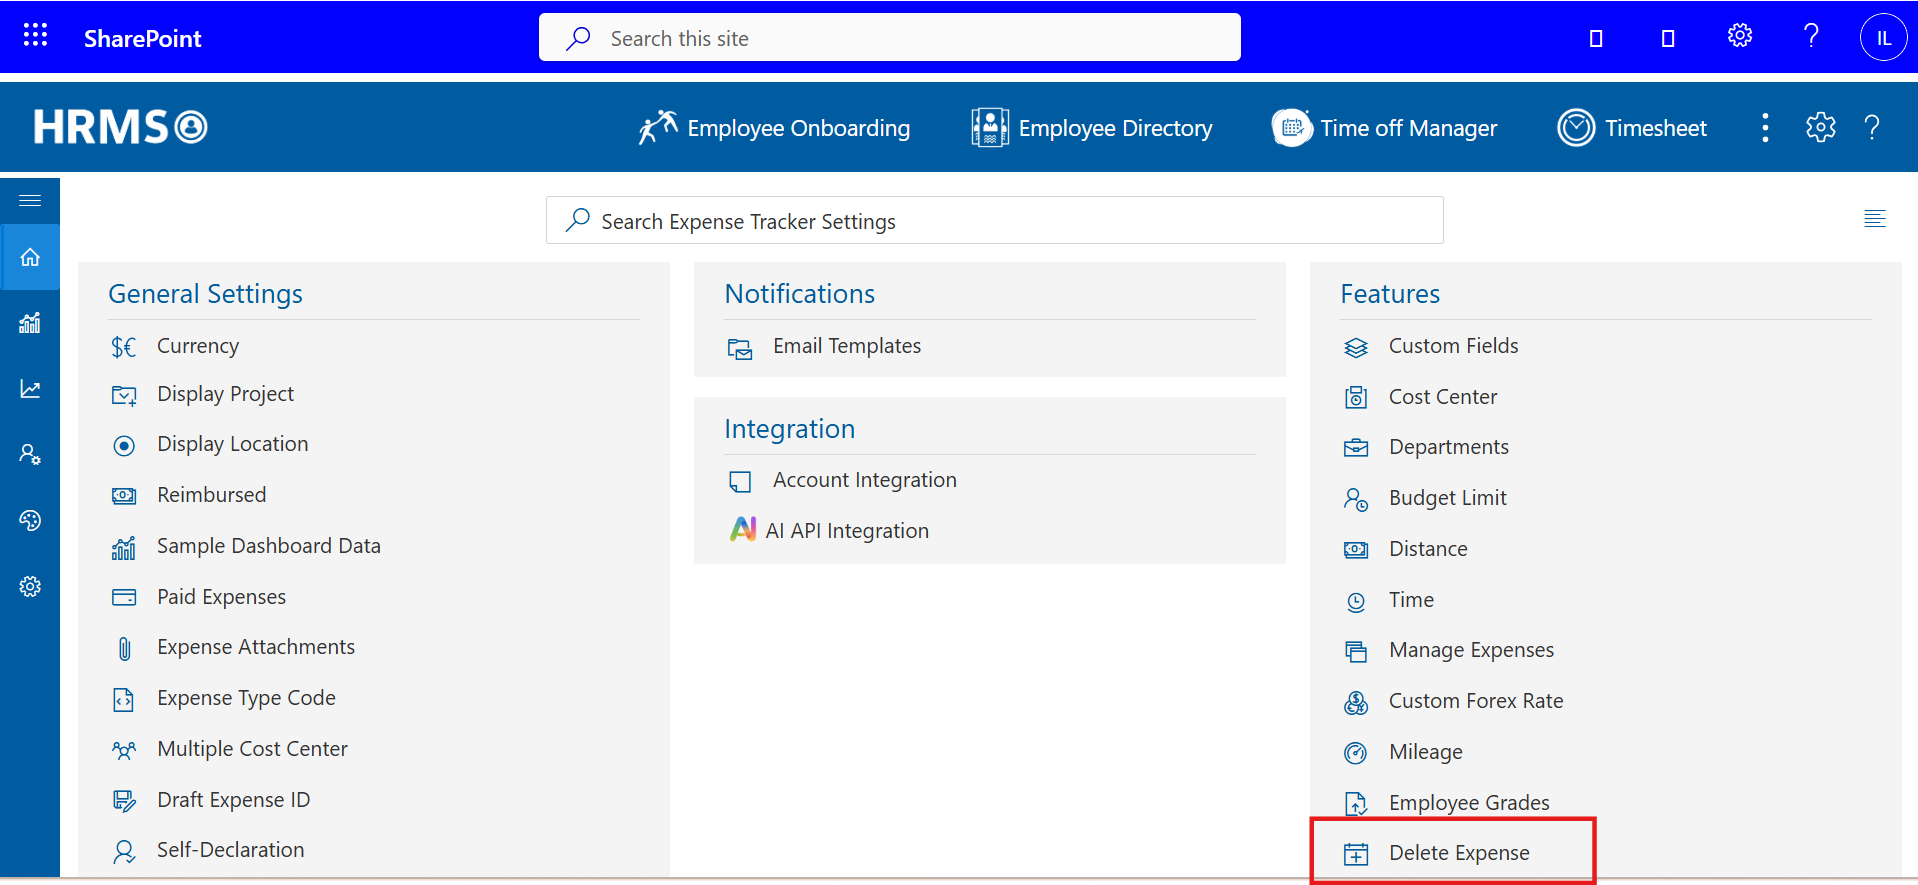 SharePoint
Search this site
IL
HRMS
Employee Onboarding
Employee Directory
Time off Manager
Timesheet
Search Expense Tracker Settings
General Settings
Currency
Display Project
Display Location
Reimbursed
Sample Dashboard Data
Paid Expenses
Expense Attachments
Expense Type Code
Multiple Cost Center
Draft Expense ID
Self-Declaration
Notifications
Email Templates
Integration
Account Integration
AI API Integration
Features
Custom Fields
Cost Center
Departments
Budget Limit
Distance
Time
Manage Expenses
Custom Forex Rate
Mileage
Employee Grades
Delete Expense